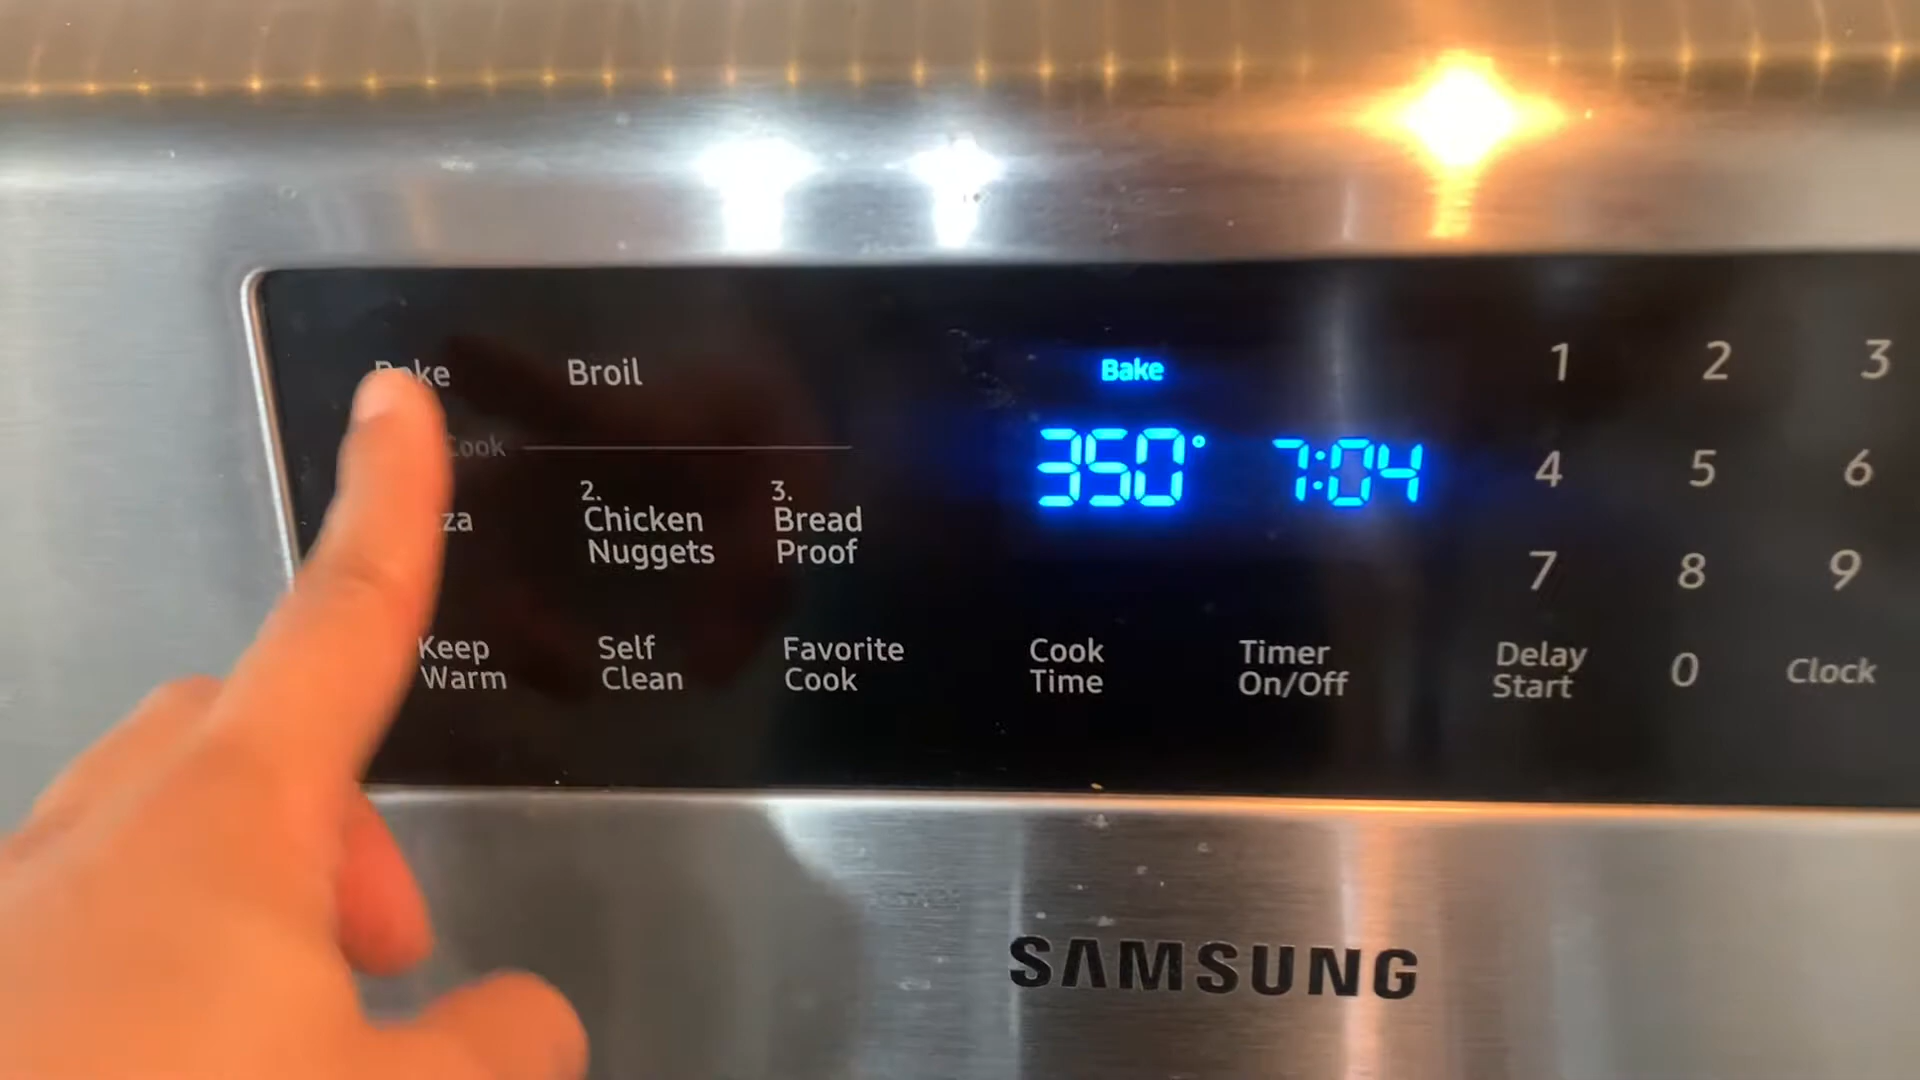 Bake Broil
Bake
1 2 3
Cook
350° 7:04
4 5 6
2.
Chicken
Nuggets
3.
Bread
Proof
7 8 9
Keep
Warm
Self
Clean
Favorite
Cook
Cook
Time
Timer
On/Off
Delay
Start
0
Clock
SAMSUNG